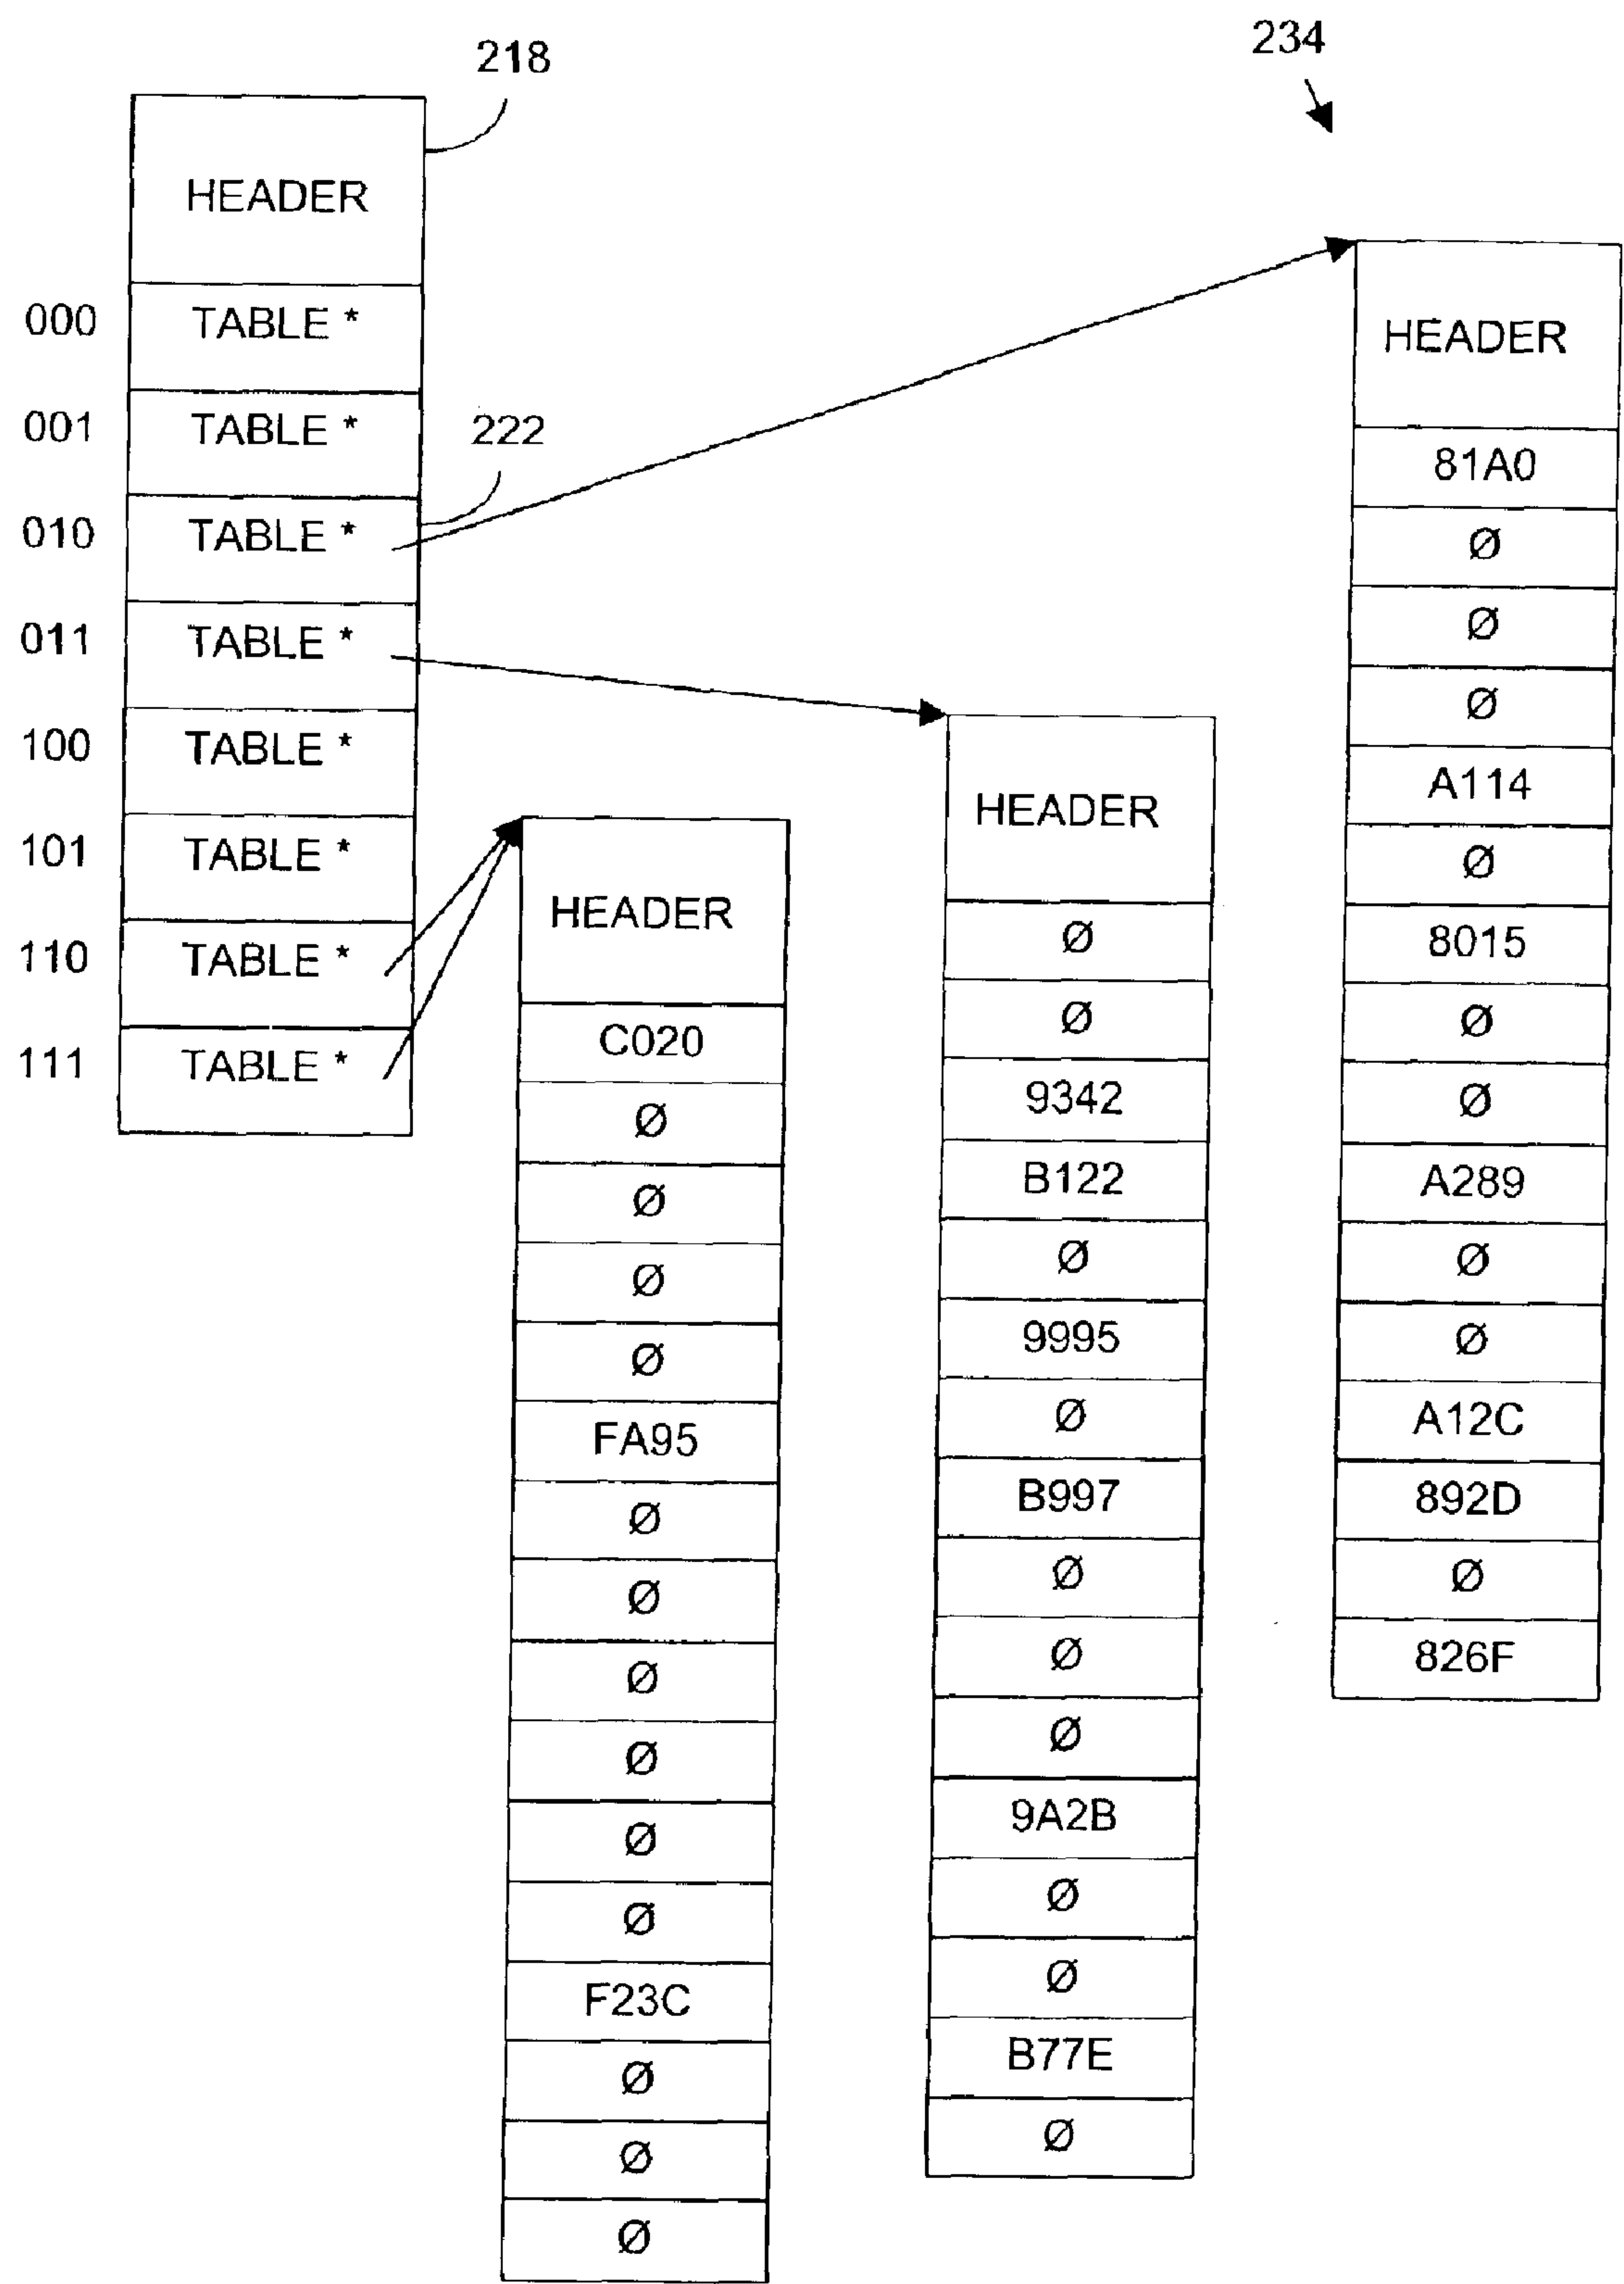 218
HEADER
000 TABLE *
001 TABLE *
222
010 TABLE *
011 TABLE *
100 TABLE *
101 TABLE *
110 TABLE *
111 TABLE *
HEADER
C020
Ø
Ø
Ø
Ø
FA95
Ø
Ø
Ø
Ø
Ø
Ø
F23C
Ø
Ø
Ø
HEADER
Ø
Ø
9342
B122
Ø
9995
Ø
B997
Ø
Ø
Ø
9A2B
Ø
Ø
B77E
Ø
234
HEADER
81A0
Ø
Ø
Ø
A114
Ø
8015
Ø
Ø
A289
Ø
Ø
A12C
892D
Ø
826F